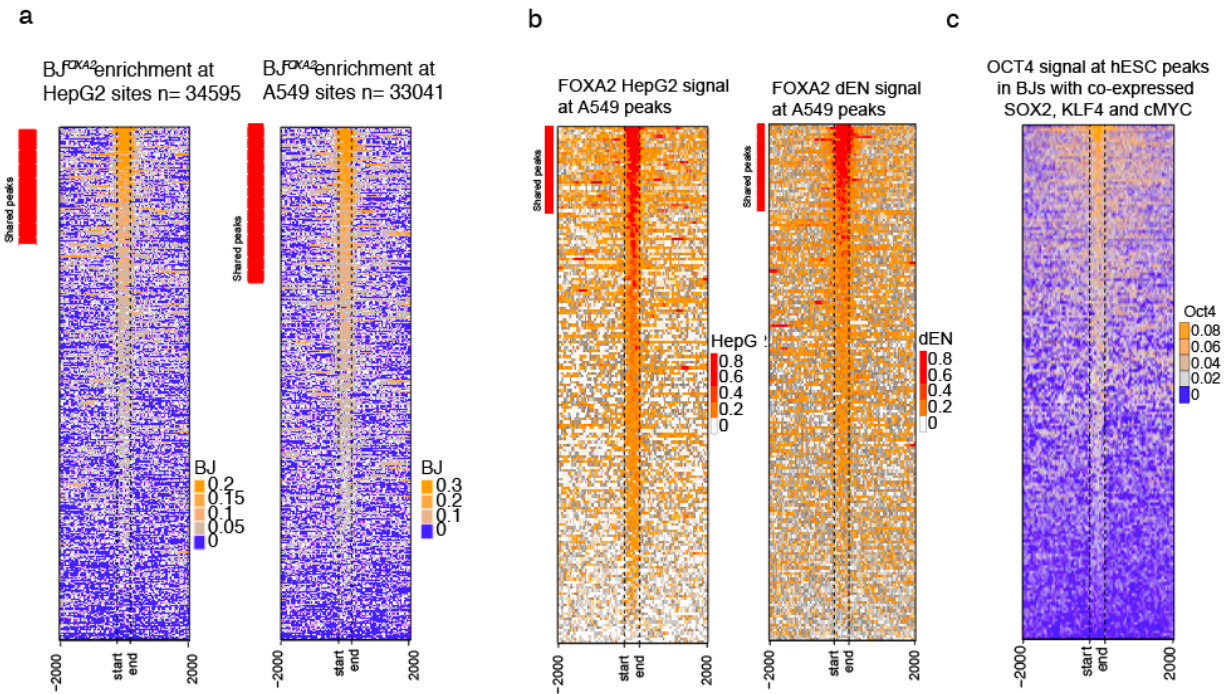 a
BJFOXA2 enrichment at
HepG2 sites n= 34595
BJFOXA2 enrichment at
A549 sites n= 33041
Shared peaks
Shared peaks
BJ
0.2
0.15
0.1
0.05
0
BJ
0.3
0.2
0.1
0
-2000
start
end
2000
-2000
start
end
2000
b
FOXA2 HepG2 signal
at A549 peaks
FOXA2 dEN signal
at A549 peaks
Shared peaks
Shared peaks
HepG
0.8
0.6
0.4
0.2
0
dEN
0.8
0.6
0.4
0.2
0
-2000
start
end
2000
-2000
start
end
2000
c
OCT4 signal at hESC peaks
in BJs with co-expressed
SOX2, KLF4 and cMYC
Oct4
0.08
0.06
0.04
0.02
0
-2000
start
end
2000